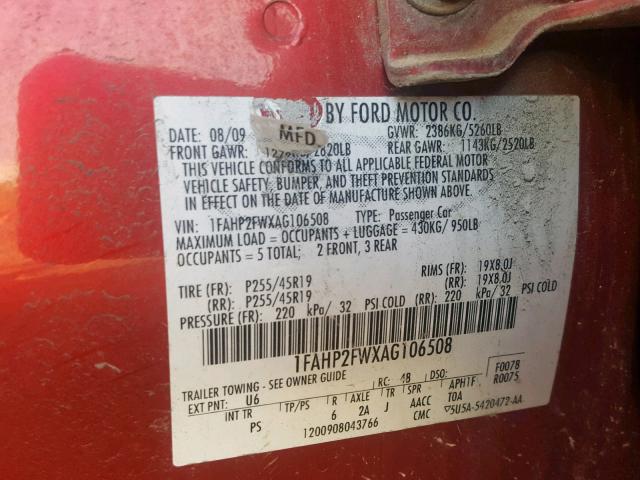 MFD. BY FORD MOTOR CO.
DATE: 08/09 GVWR: 2386KG/5260LB
FRONT GAWR: /2620LB REAR GAWR: 1143KG/2520LB
THIS VEHICLE CONFORMS TO ALL APPLICABLE FEDERAL MOTOR
VEHICLE SAFETY, BUMPER, AND THEFT PREVENTION STANDARDS
IN EFFECT ON THE DATE OF MANUFACTURE SHOWN ABOVE.
VIN: 1FAHP2FWXAG106508 TYPE: Passenger Car
MAXIMUM LOAD = OCCUPANTS + LUGGAGE = 430KG/950LB
OCCUPANTS = 5 TOTAL; 2 FRONT, 3 REAR
TIRE (FR): P255/45R19 RIMS (FR): 19X8.0J
(RR): P255/45R19 (RR): 19X8.0J
PRESSURE (FR): 220 kPa/ 32 PSI COLD (RR): 220 kPa/ 32 PSI COLD
1FAHP2FWXAG106508
TRAILER TOWING - SEE OWNER GUIDE RC: 48 DSO: F0078
EXT PNT: U6 R0075
INT TR TP/PS R AXLE TR SPR APH1F
PS 6 2A J AACC TOA
1200908043766 CMC ▽5U5A-5420472-AA